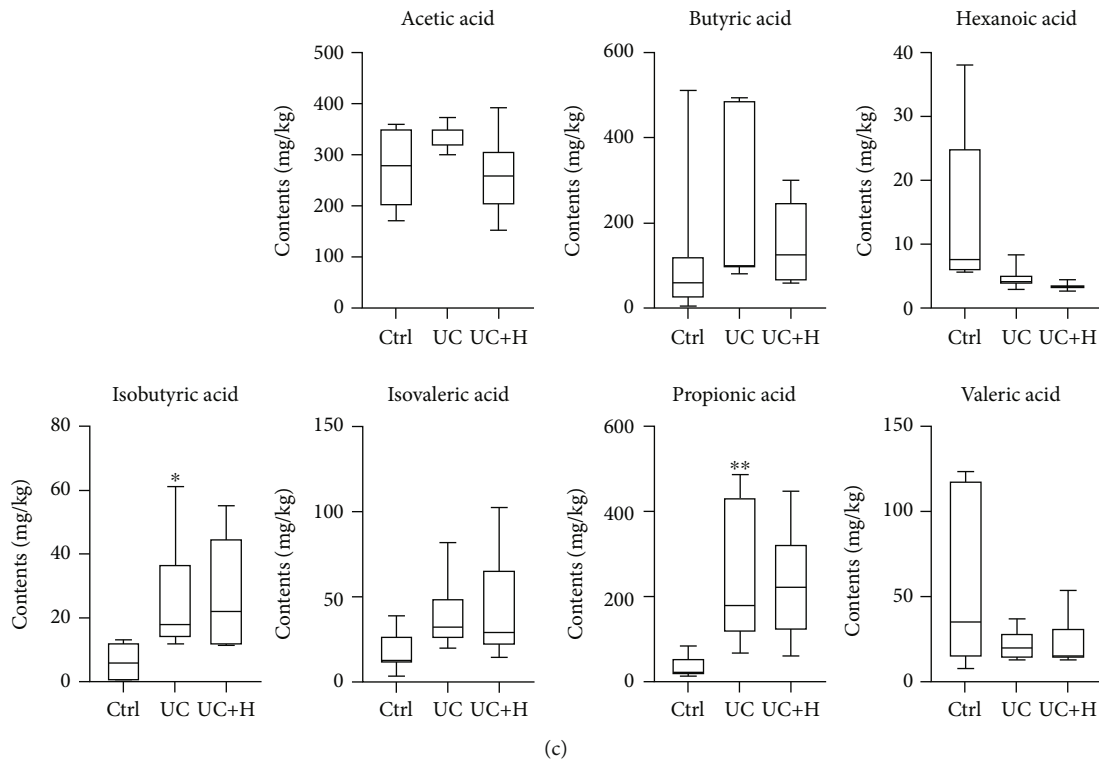 Acetic acid
Contents (mg/kg)
500
400
300
200
100
0
Ctrl UC UC+H
Butyric acid
Contents (mg/kg)
600
400
200
100
0
Ctrl UC UC+H
Hexanoic acid
Contents (mg/kg)
40
30
20
10
0
Ctrl UC UC+H
Isobutyric acid
Contents (mg/kg)
80
60
40
20
0
*
Ctrl UC UC+H
Isovaleric acid
Contents (mg/kg)
150
100
50
0
Ctrl UC UC+H
Propionic acid
Contents (mg/kg)
600
400
200
0
**
Ctrl UC UC+H
Valeric acid
Contents (mg/kg)
150
100
50
0
Ctrl UC UC+H
(c)